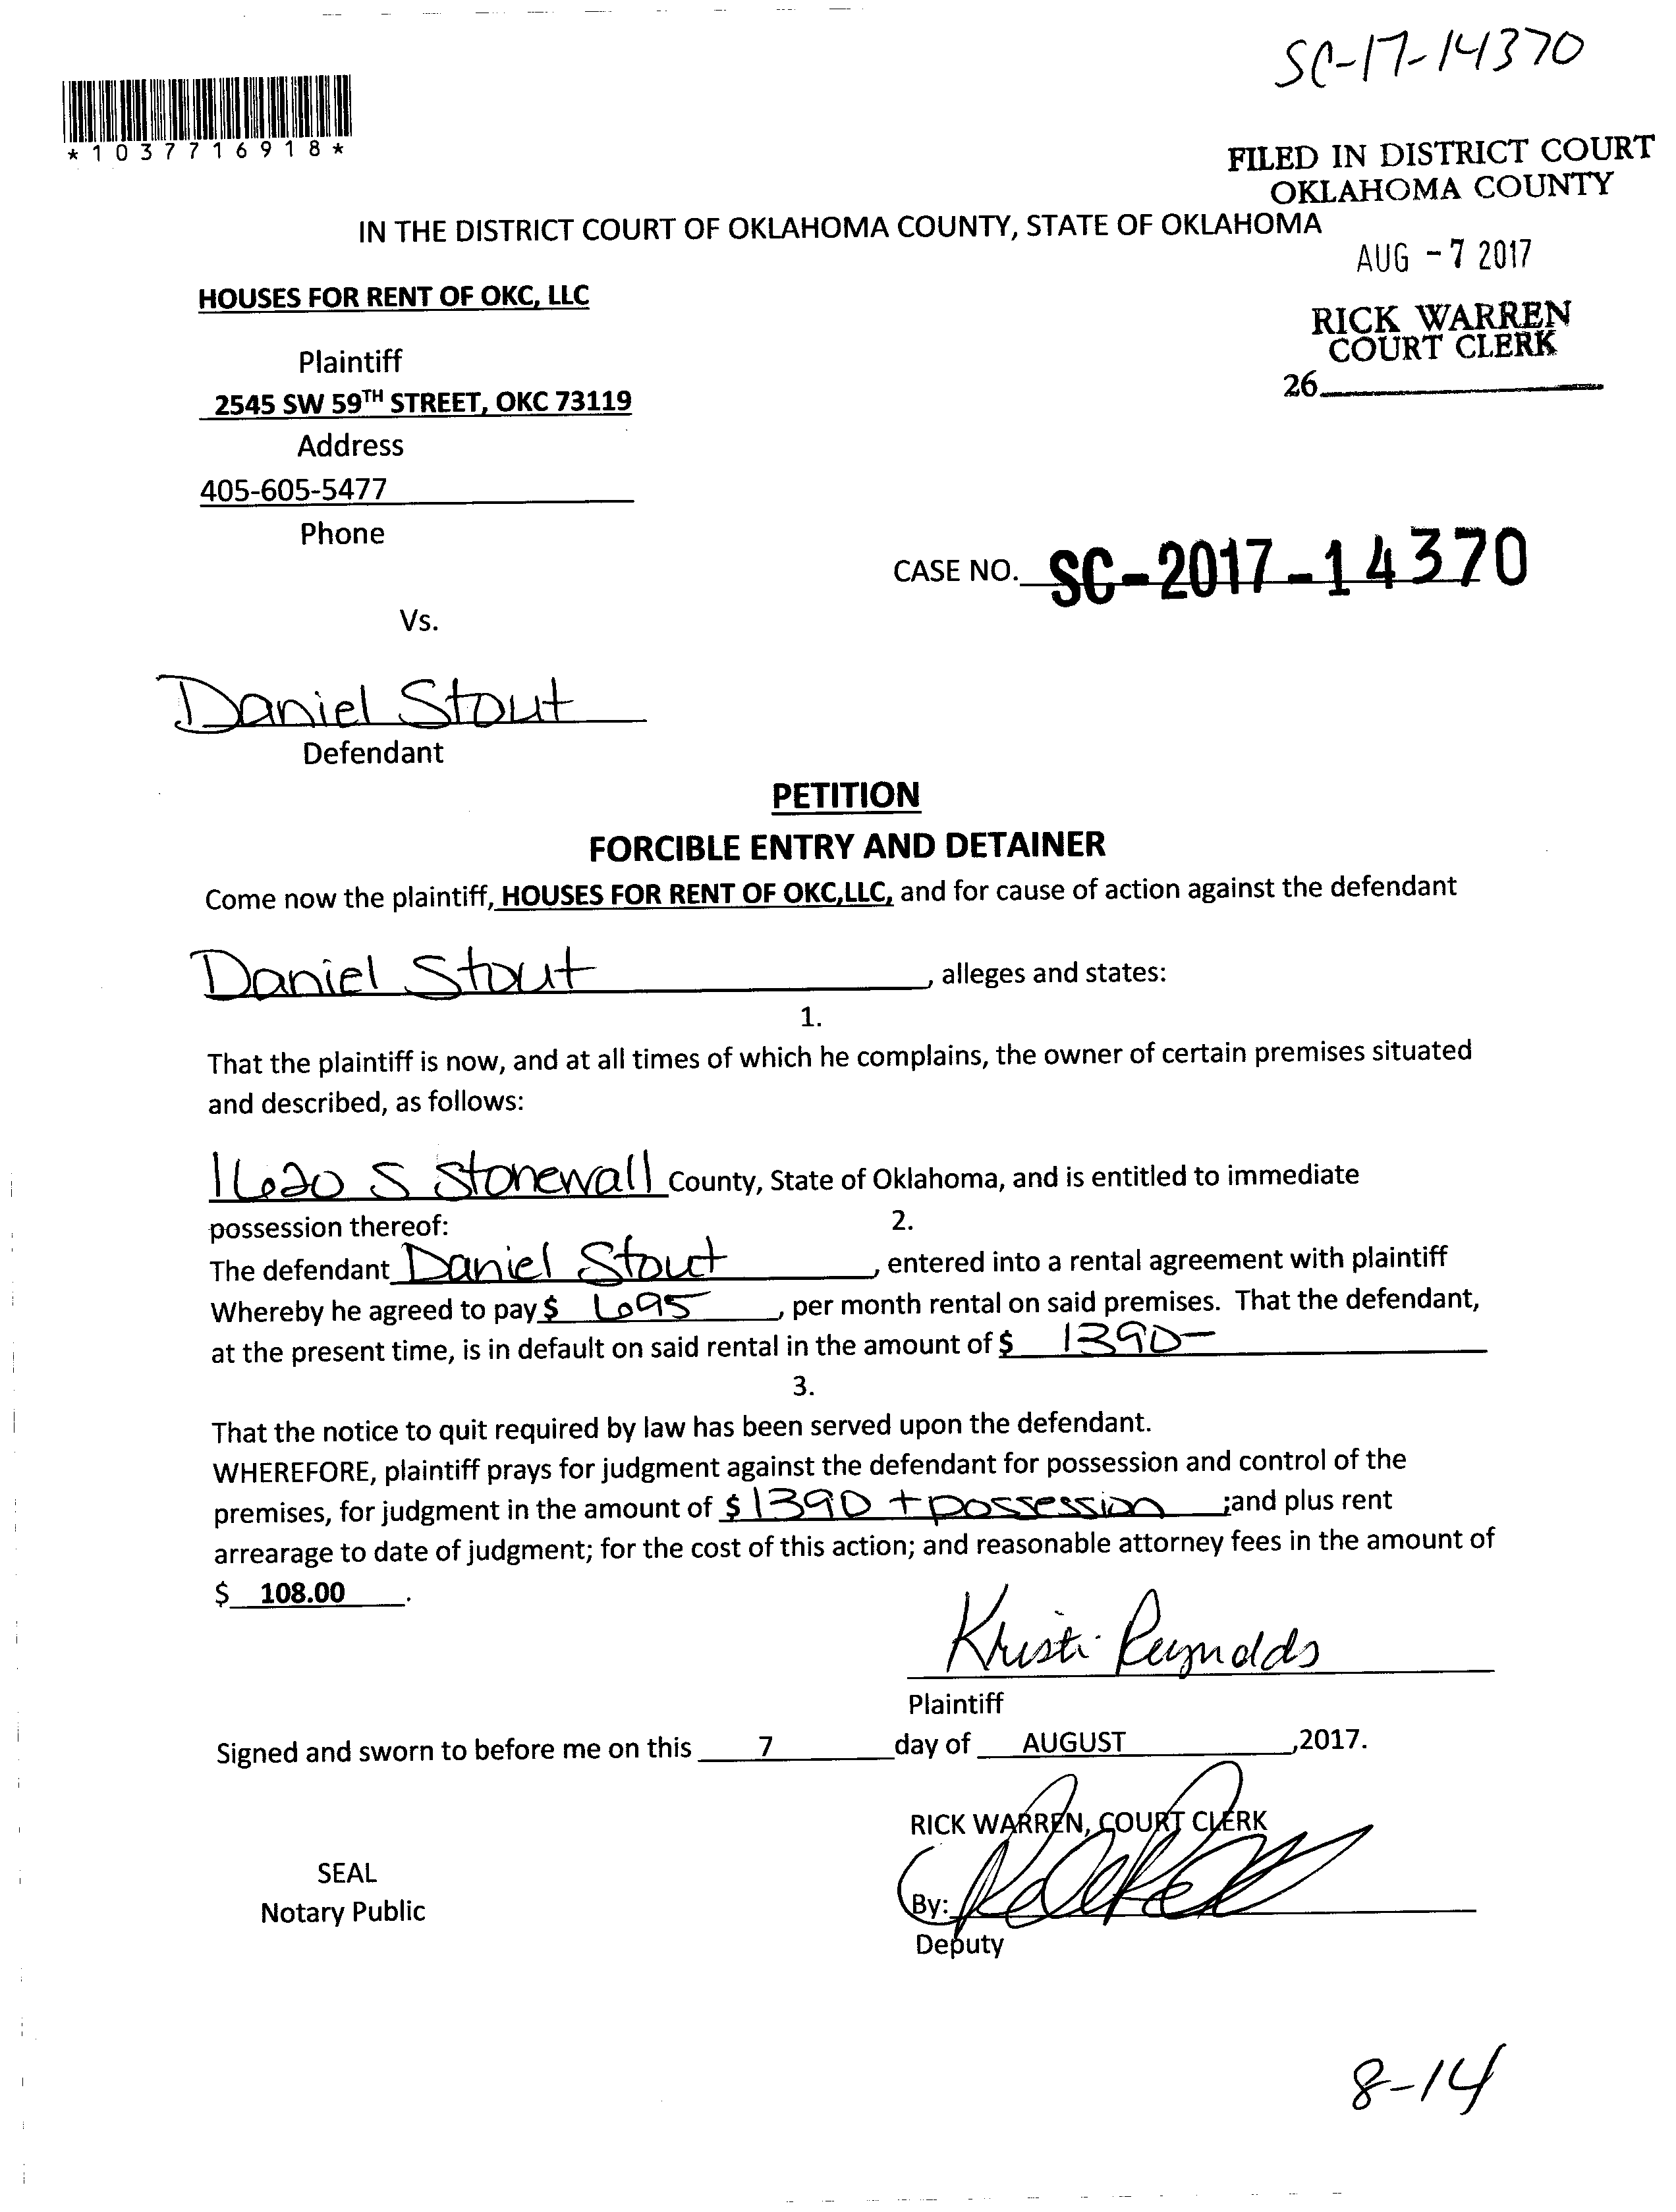 SC-17-14370
*1037716918*
FILED IN DISTRICT COURT
OKLAHOMA COUNTY
IN THE DISTRICT COURT OF OKLAHOMA COUNTY, STATE OF OKLAHOMA
AUG -7 2017
HOUSES FOR RENT OF OKC, LLC
RICK WARREN
COURT CLERK
Plaintiff
26
2545 SW 59TH STREET, OKC 73119
Address
405-605-5477
Phone
CASE NO. SC-2017-14370
Vs.
Daniel Stout
Defendant
PETITION
FORCIBLE ENTRY AND DETAINER
Come now the plaintiff, HOUSES FOR RENT OF OKC,LLC, and for cause of action against the defendant
Daniel Stout, alleges and states:
1.
That the plaintiff is now, and at all times of which he complains, the owner of certain premises situated
and described, as follows:
1620 S Stonewall County, State of Oklahoma, and is entitled to immediate
possession thereof: 2.
The defendant Daniel Stout, entered into a rental agreement with plaintiff
Whereby he agreed to pay $ 695, per month rental on said premises. That the defendant,
at the present time, is in default on said rental in the amount of $ 1390-
3.
That the notice to quit required by law has been served upon the defendant.
WHEREFORE, plaintiff prays for judgment against the defendant for possession and control of the
premises, for judgment in the amount of $ 1390 + possession ;and plus rent
arrearage to date of judgment; for the cost of this action; and reasonable attorney fees in the amount of
$ 108.00.
Kristi Reynolds
Plaintiff
Signed and sworn to before me on this 7 day of AUGUST,2017.
RICK WARREN, COURT CLERK
SEAL
Notary Public
By:
Deputy
8-14